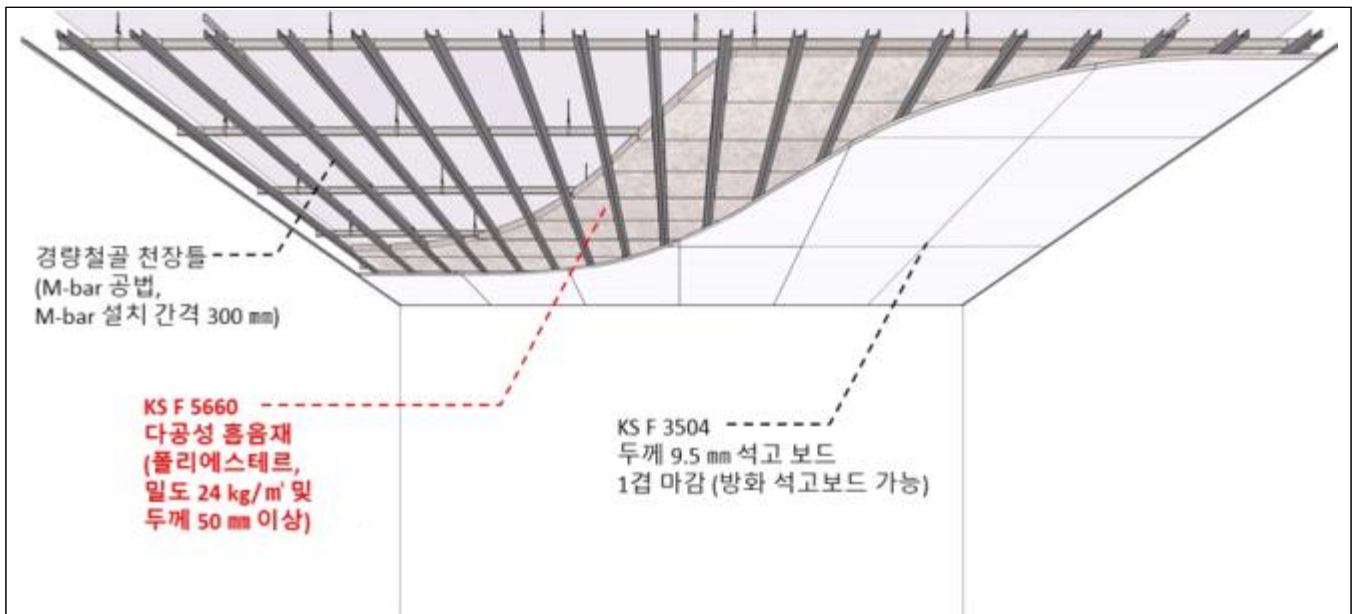 경량철골 천장틀
(M-bar 공법,
M-bar 설치 간격 300 ㎜)
KS F 5660
다공성 흡음재
(폴리에스테르,
밀도 24 kg/㎥ 및
두께 50 ㎜ 이상)
KS F 3504
두께 9.5 ㎜ 석고 보드
1겹 마감 (방화 석고보드 가능)